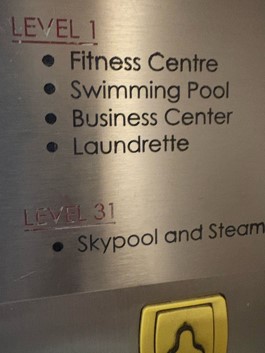 LEVEL 1
• Fitness Centre
• Swimming Pool
• Business Center
• Laundrette
LEVEL 31
• Skypool and Steam